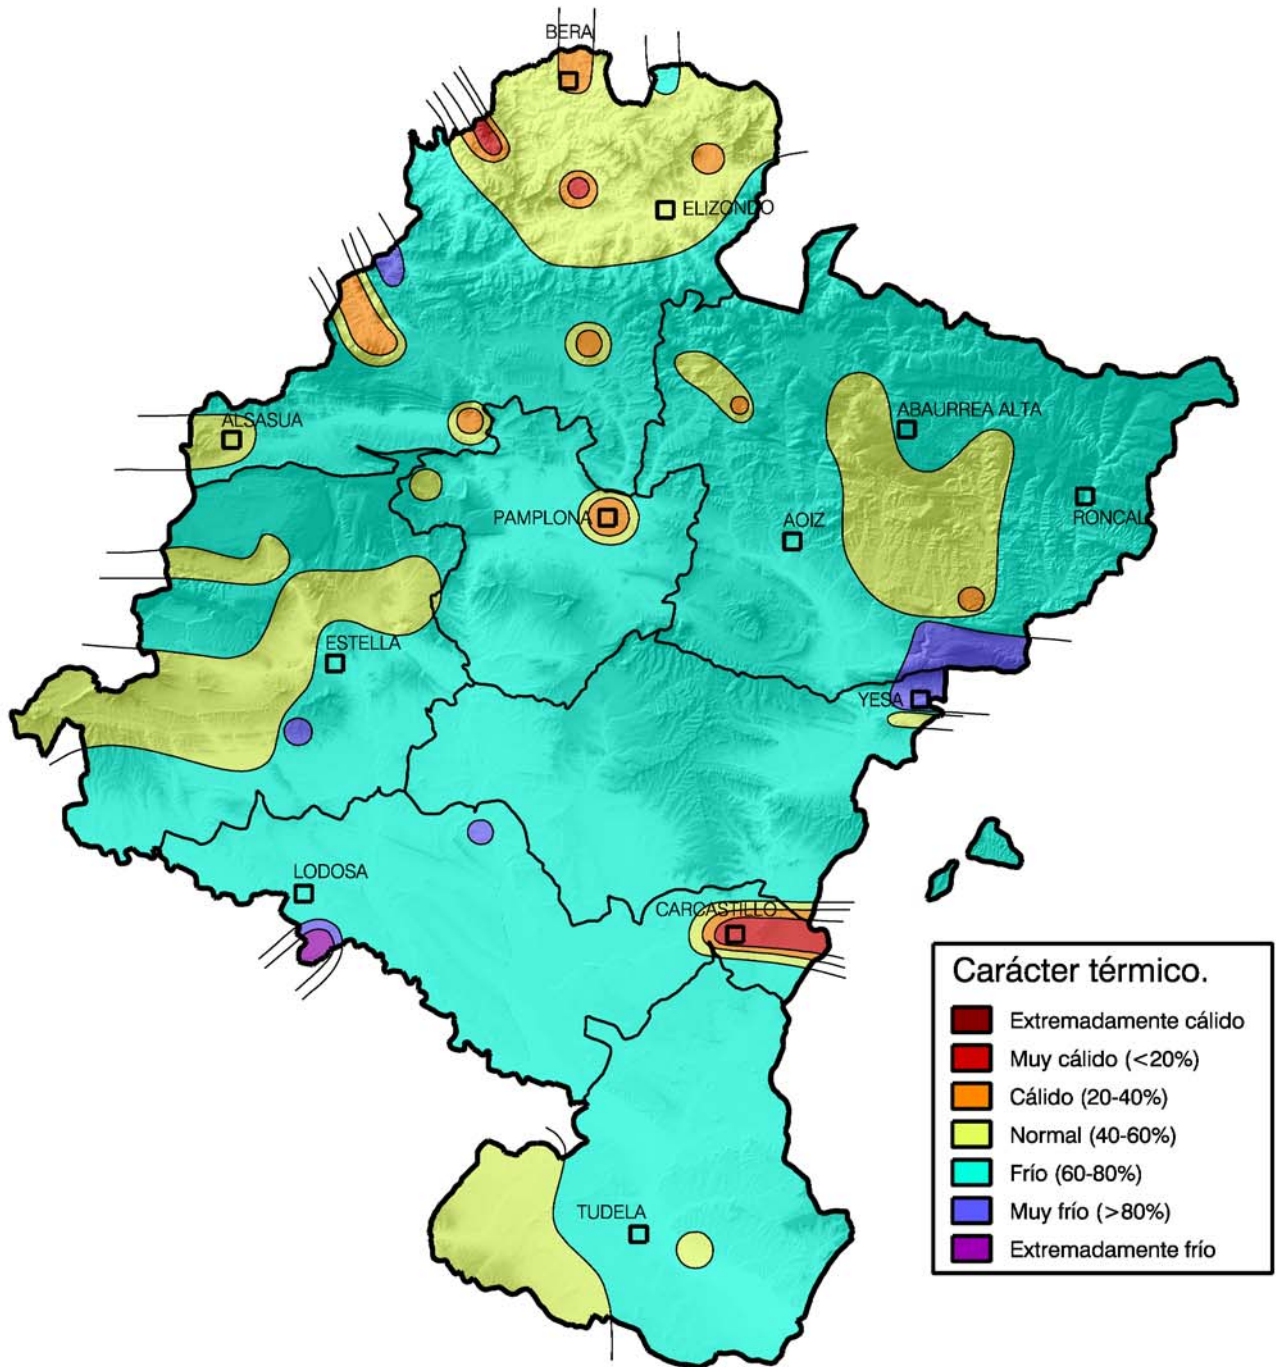 BERA
ELIZONDO
ALSASUA
ABAURREA ALTA
PAMPLONA
AOIZ
RONCAL
ESTELLA
YESA
LODOSA
CARCASTILLO
TUDELA
Carácter térmico.
Extremadamente cálido
Muy cálido (<20%)
Cálido (20-40%)
Normal (40-60%)
Frío (60-80%)
Muy frío (>80%)
Extremadamente frío